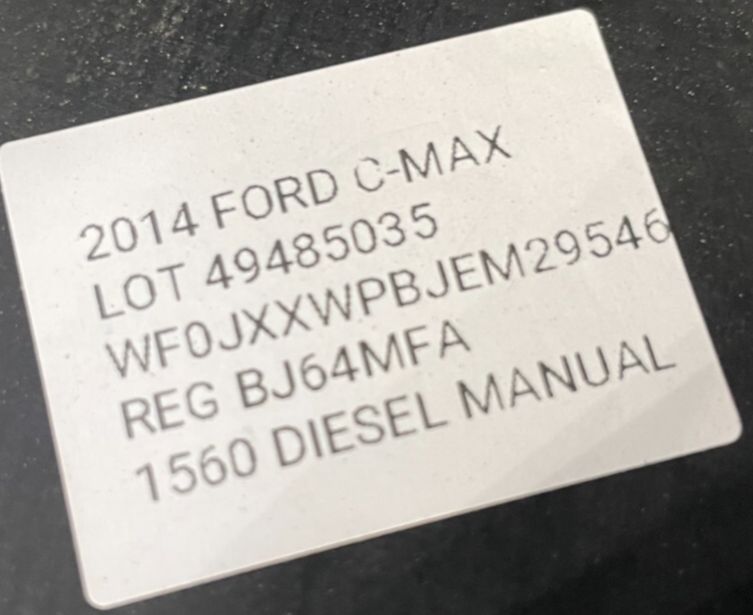 2014 FORD C-MAX
LOT 49485035
WF0JXXWPBJEM29546
REG BJ64MFA
1560 DIESEL MANUAL